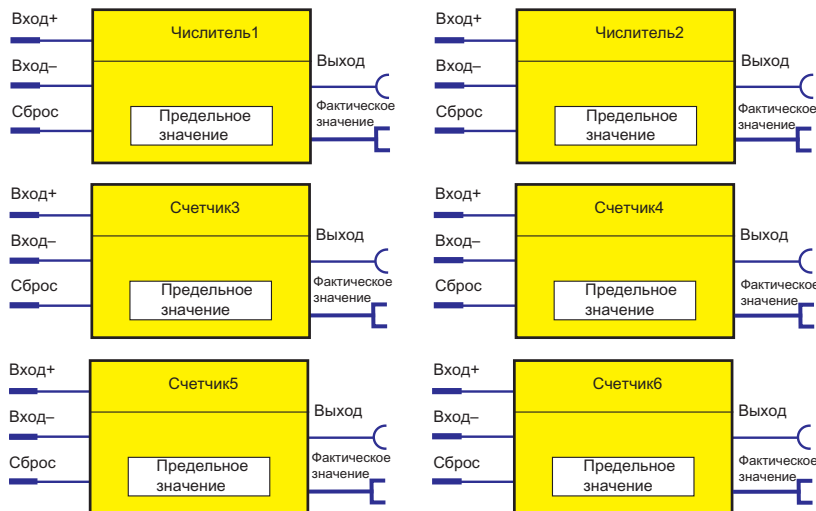 Вход+
Числитель1
Вход–
Выход
Сброс
Предельное
значение
Фактическое
значение
Вход+
Числитель2
Вход–
Выход
Сброс
Предельное
значение
Фактическое
значение
Вход+
Счетчик3
Вход–
Выход
Сброс
Предельное
значение
Фактическое
значение
Вход+
Счетчик4
Вход–
Выход
Сброс
Предельное
значение
Фактическое
значение
Вход+
Счетчик5
Вход–
Выход
Сброс
Предельное
значение
Фактическое
значение
Вход+
Счетчик6
Вход–
Выход
Сброс
Предельное
значение
Фактическое
значение